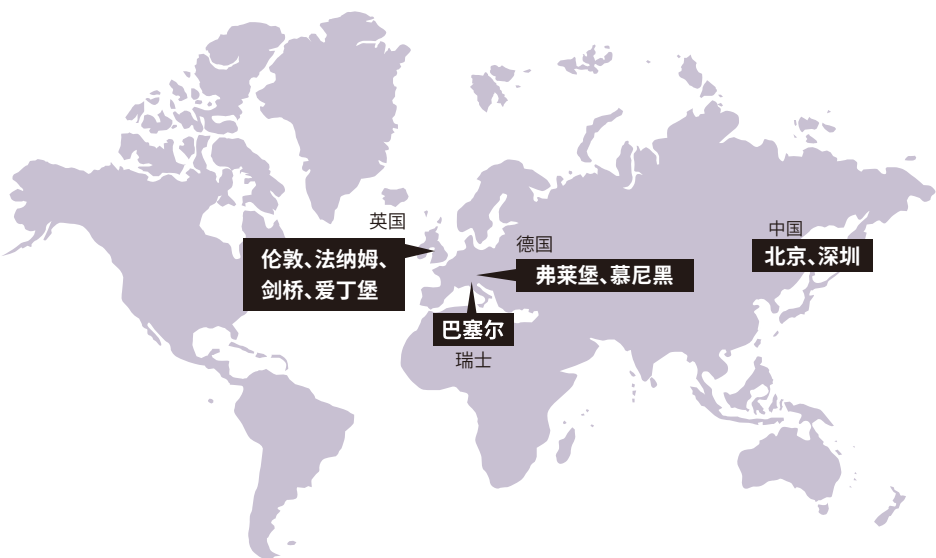 英国
伦敦、法纳姆、
剑桥、爱丁堡
德国
弗莱堡、慕尼黑
巴塞尔
瑞士
中国
北京、深圳